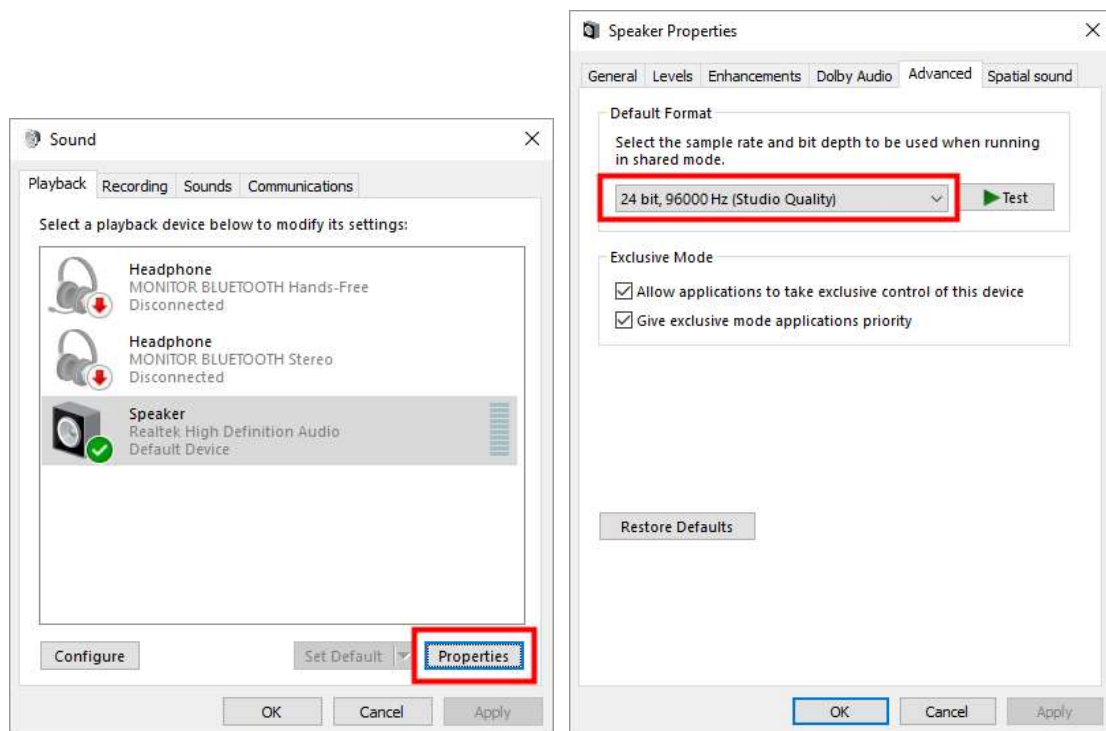 Sound
Playback Recording Sounds Communications
Select a playback device below to modify its settings:
Headphone
MONITOR BLUETOOTH Hands-Free
Disconnected
Headphone
MONITOR BLUETOOTH Stereo
Disconnected
Speaker
Realtek High Definition Audio
Default Device
Configure Set Default Properties
OK Cancel Apply
Speaker Properties
General Levels Enhancements Dolby Audio Advanced Spatial sound
Default Format
Select the sample rate and bit depth to be used when running
in shared mode.
24 bit, 96000 Hz (Studio Quality) Test
Exclusive Mode
Allow applications to take exclusive control of this device
Give exclusive mode applications priority
Restore Defaults
OK Cancel Apply